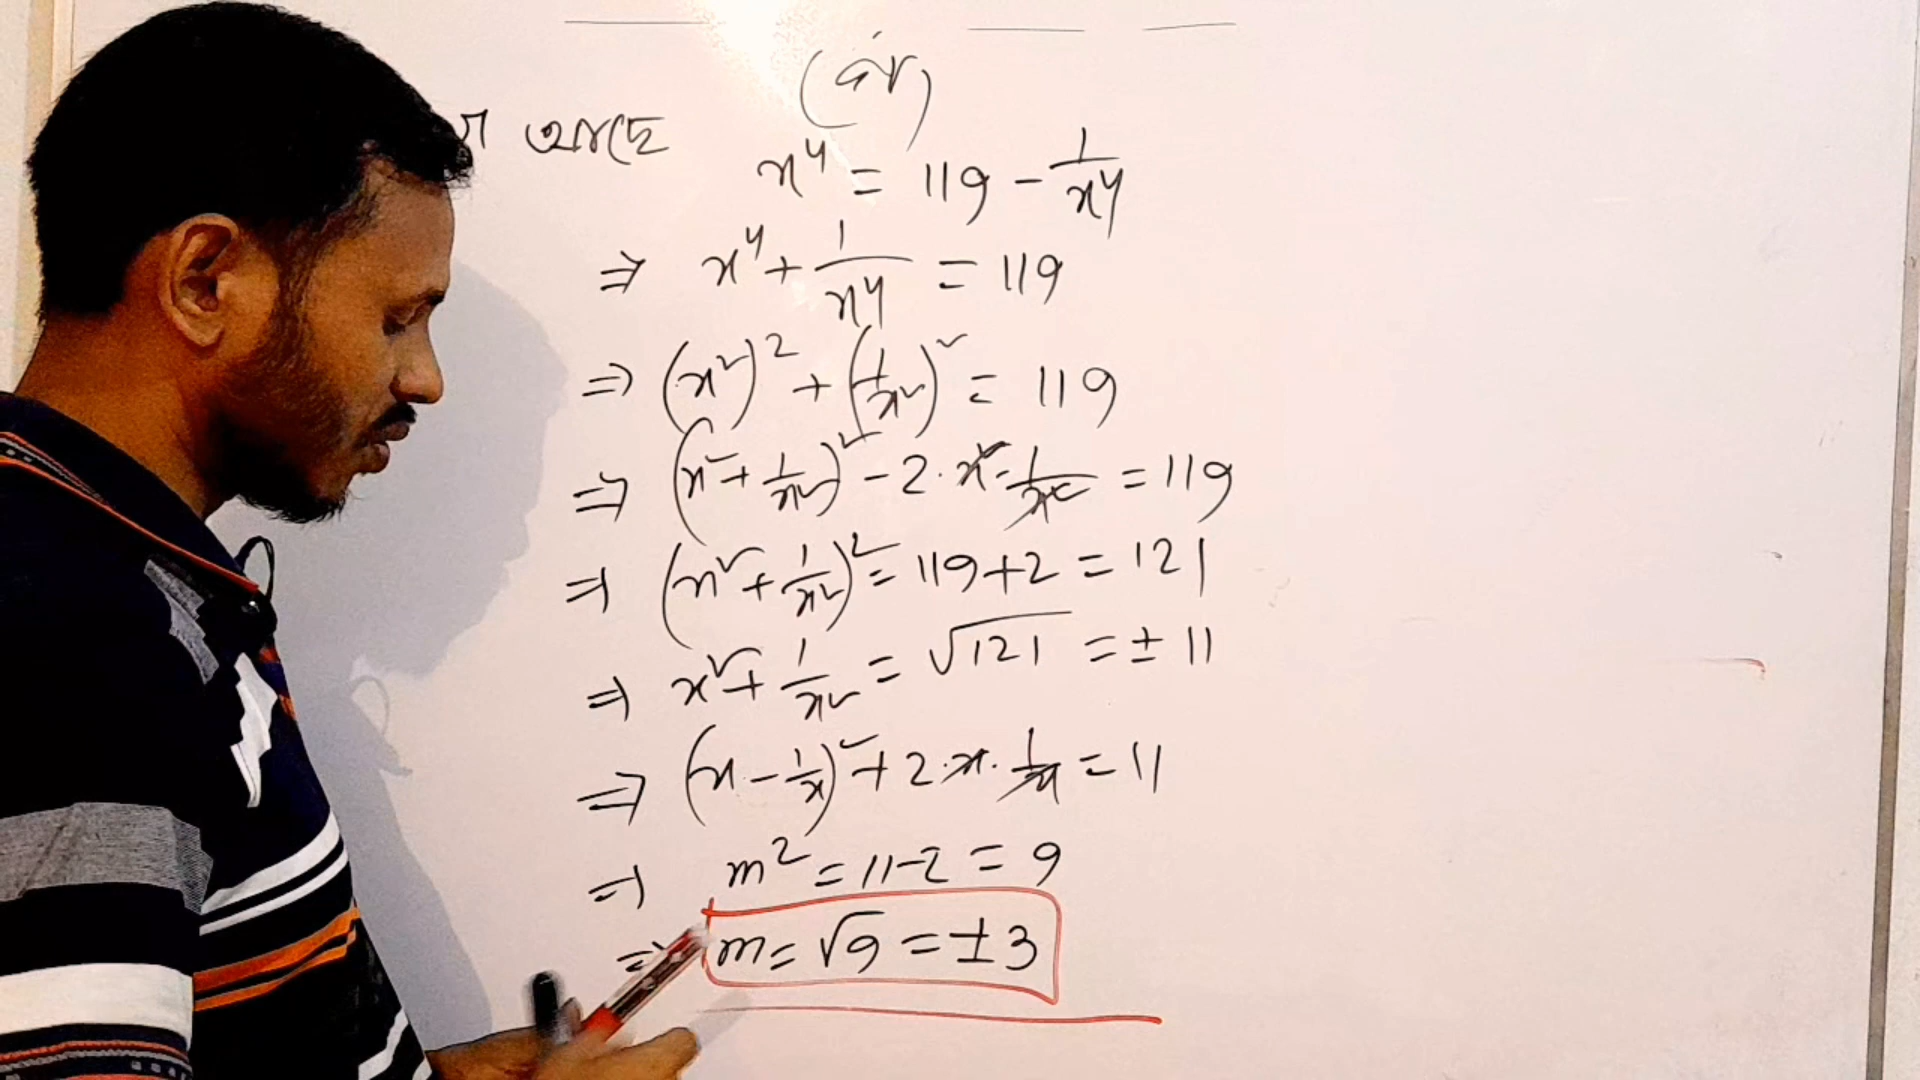 (খ)
আছে
x⁴ = 119 - 1/x⁴
⇒ x⁴ + 1/x⁴ = 119
⇒ (x²)² + (1/x²)² = 119
⇒ (x² + 1/x²)² - 2·x²·1/x² = 119
⇒ (x² + 1/x²)² = 119+2 = 121
⇒ x² + 1/x² = √121 = ± 11
⇒ (x - 1/x)² + 2·x·1/x = 11
⇒ m² = 11-2 = 9
⇒ m = √9 = ±3